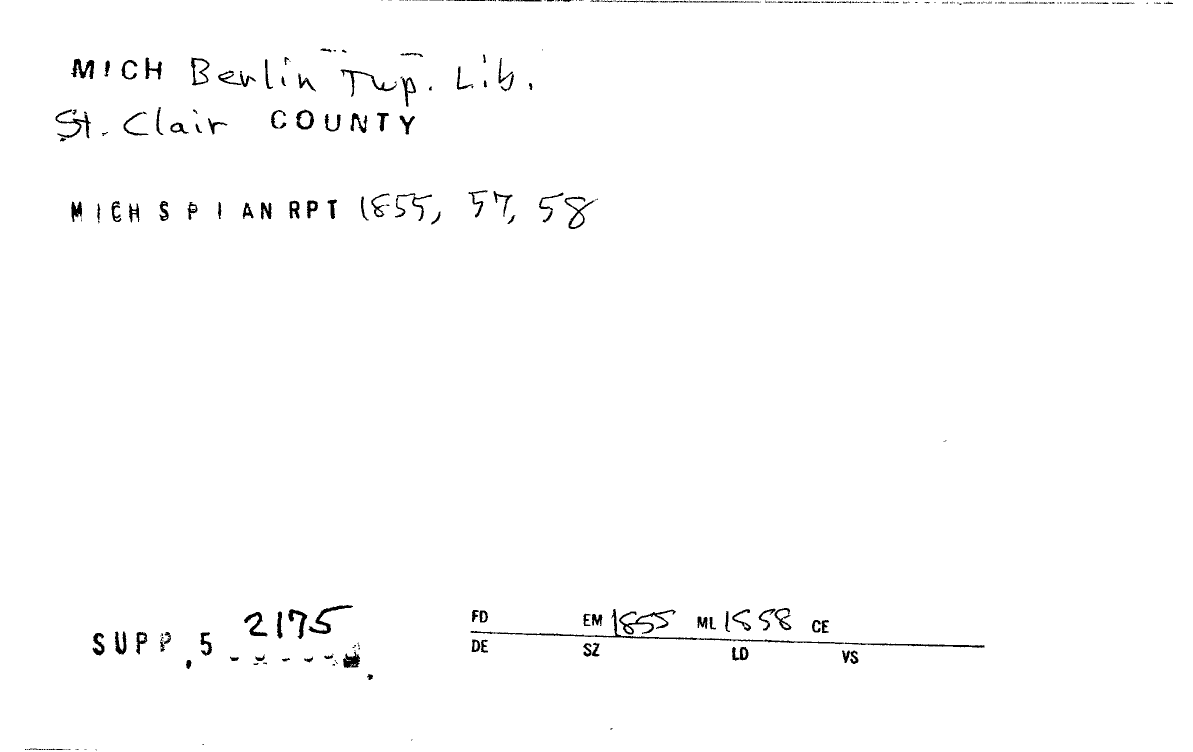 MICH Berlin Twp. Lib.
St. Clair COUNTY
MICH S P I AN RPT 1855, 57, 58
SUPP. 5 2175
FD EM 1855 ML 1858 CE
DE SZ LD VS